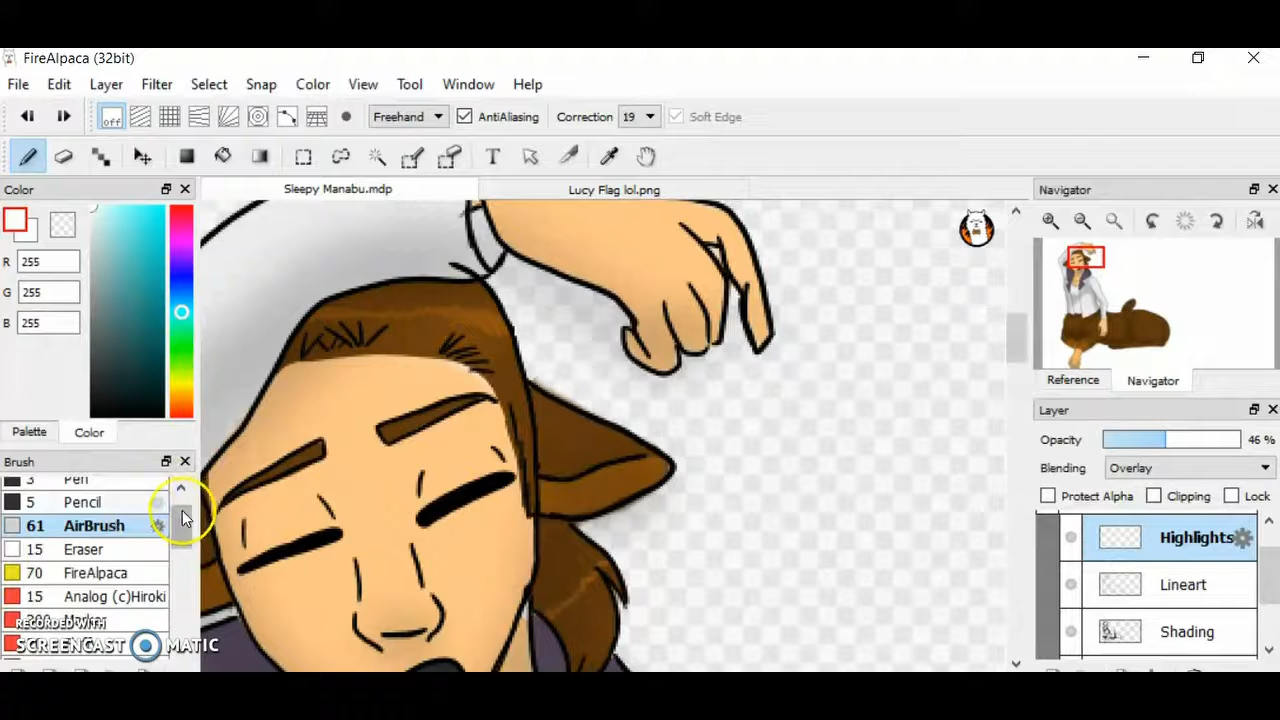 FireAlpaca (32bit)
File Edit Layer Filter Select Snap Color View Tool Window Help
off Freehand AntiAliasing Correction 19 Soft Edge
T
Color
Sleepy Manabu.mdp
Lucy Flag lol.png
Navigator
R 255
G 255
B 255
Palette
Color
Reference
Navigator
Brush
3 Pen
5 Pencil
61 AirBrush
15 Eraser
70 FireAlpaca
15 Analog (c)Hiroki
RECORDED WITH
SCREENCAST MATIC
Layer
Opacity 46 %
Blending Overlay
Protect Alpha Clipping Lock
Highlights
Lineart
Shading